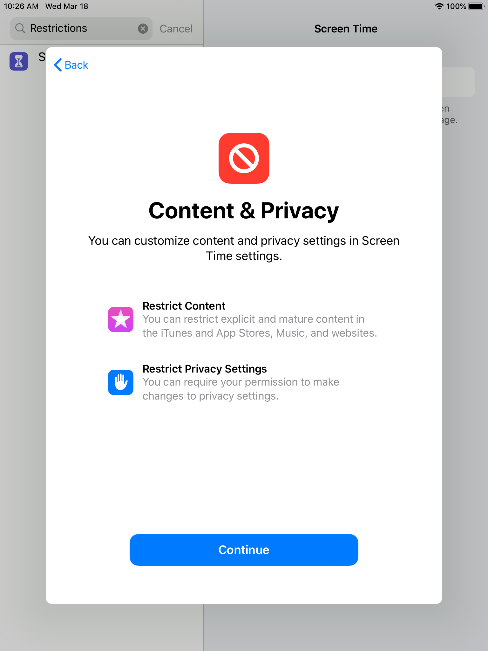 10:26 AM Wed Mar 18
100%
Restrictions
Cancel
Screen Time
S
Back
Content & Privacy
You can customize content and privacy settings in Screen
Time settings.
Restrict Content
You can restrict explicit and mature content in
the iTunes and App Stores, Music, and websites.
Restrict Privacy Settings
You can require your permission to make
changes to privacy settings.
Continue